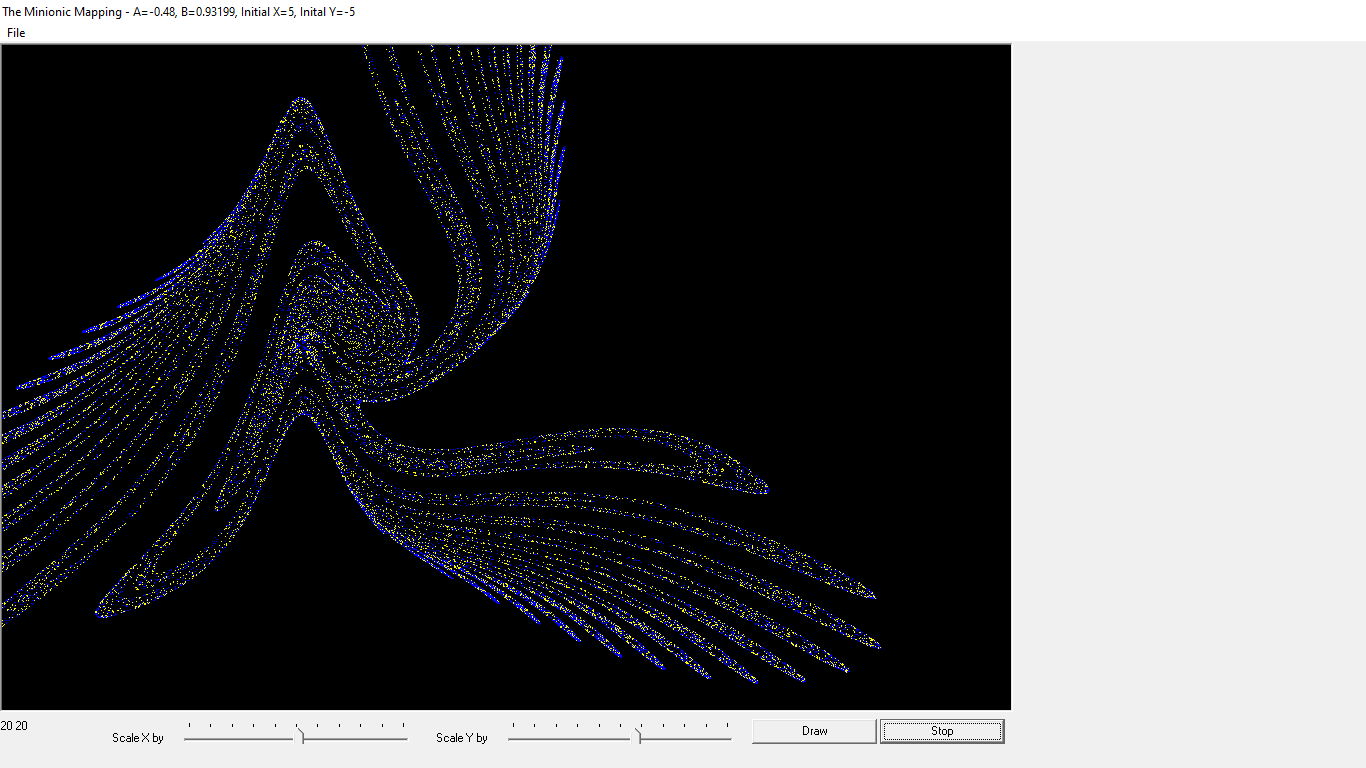 The Minionic Mapping - A=-0.48, B=0.93199, Initial X=5, Inital Y=-5
File
20 20
Scale X by
Scale Y by
Draw
Stop